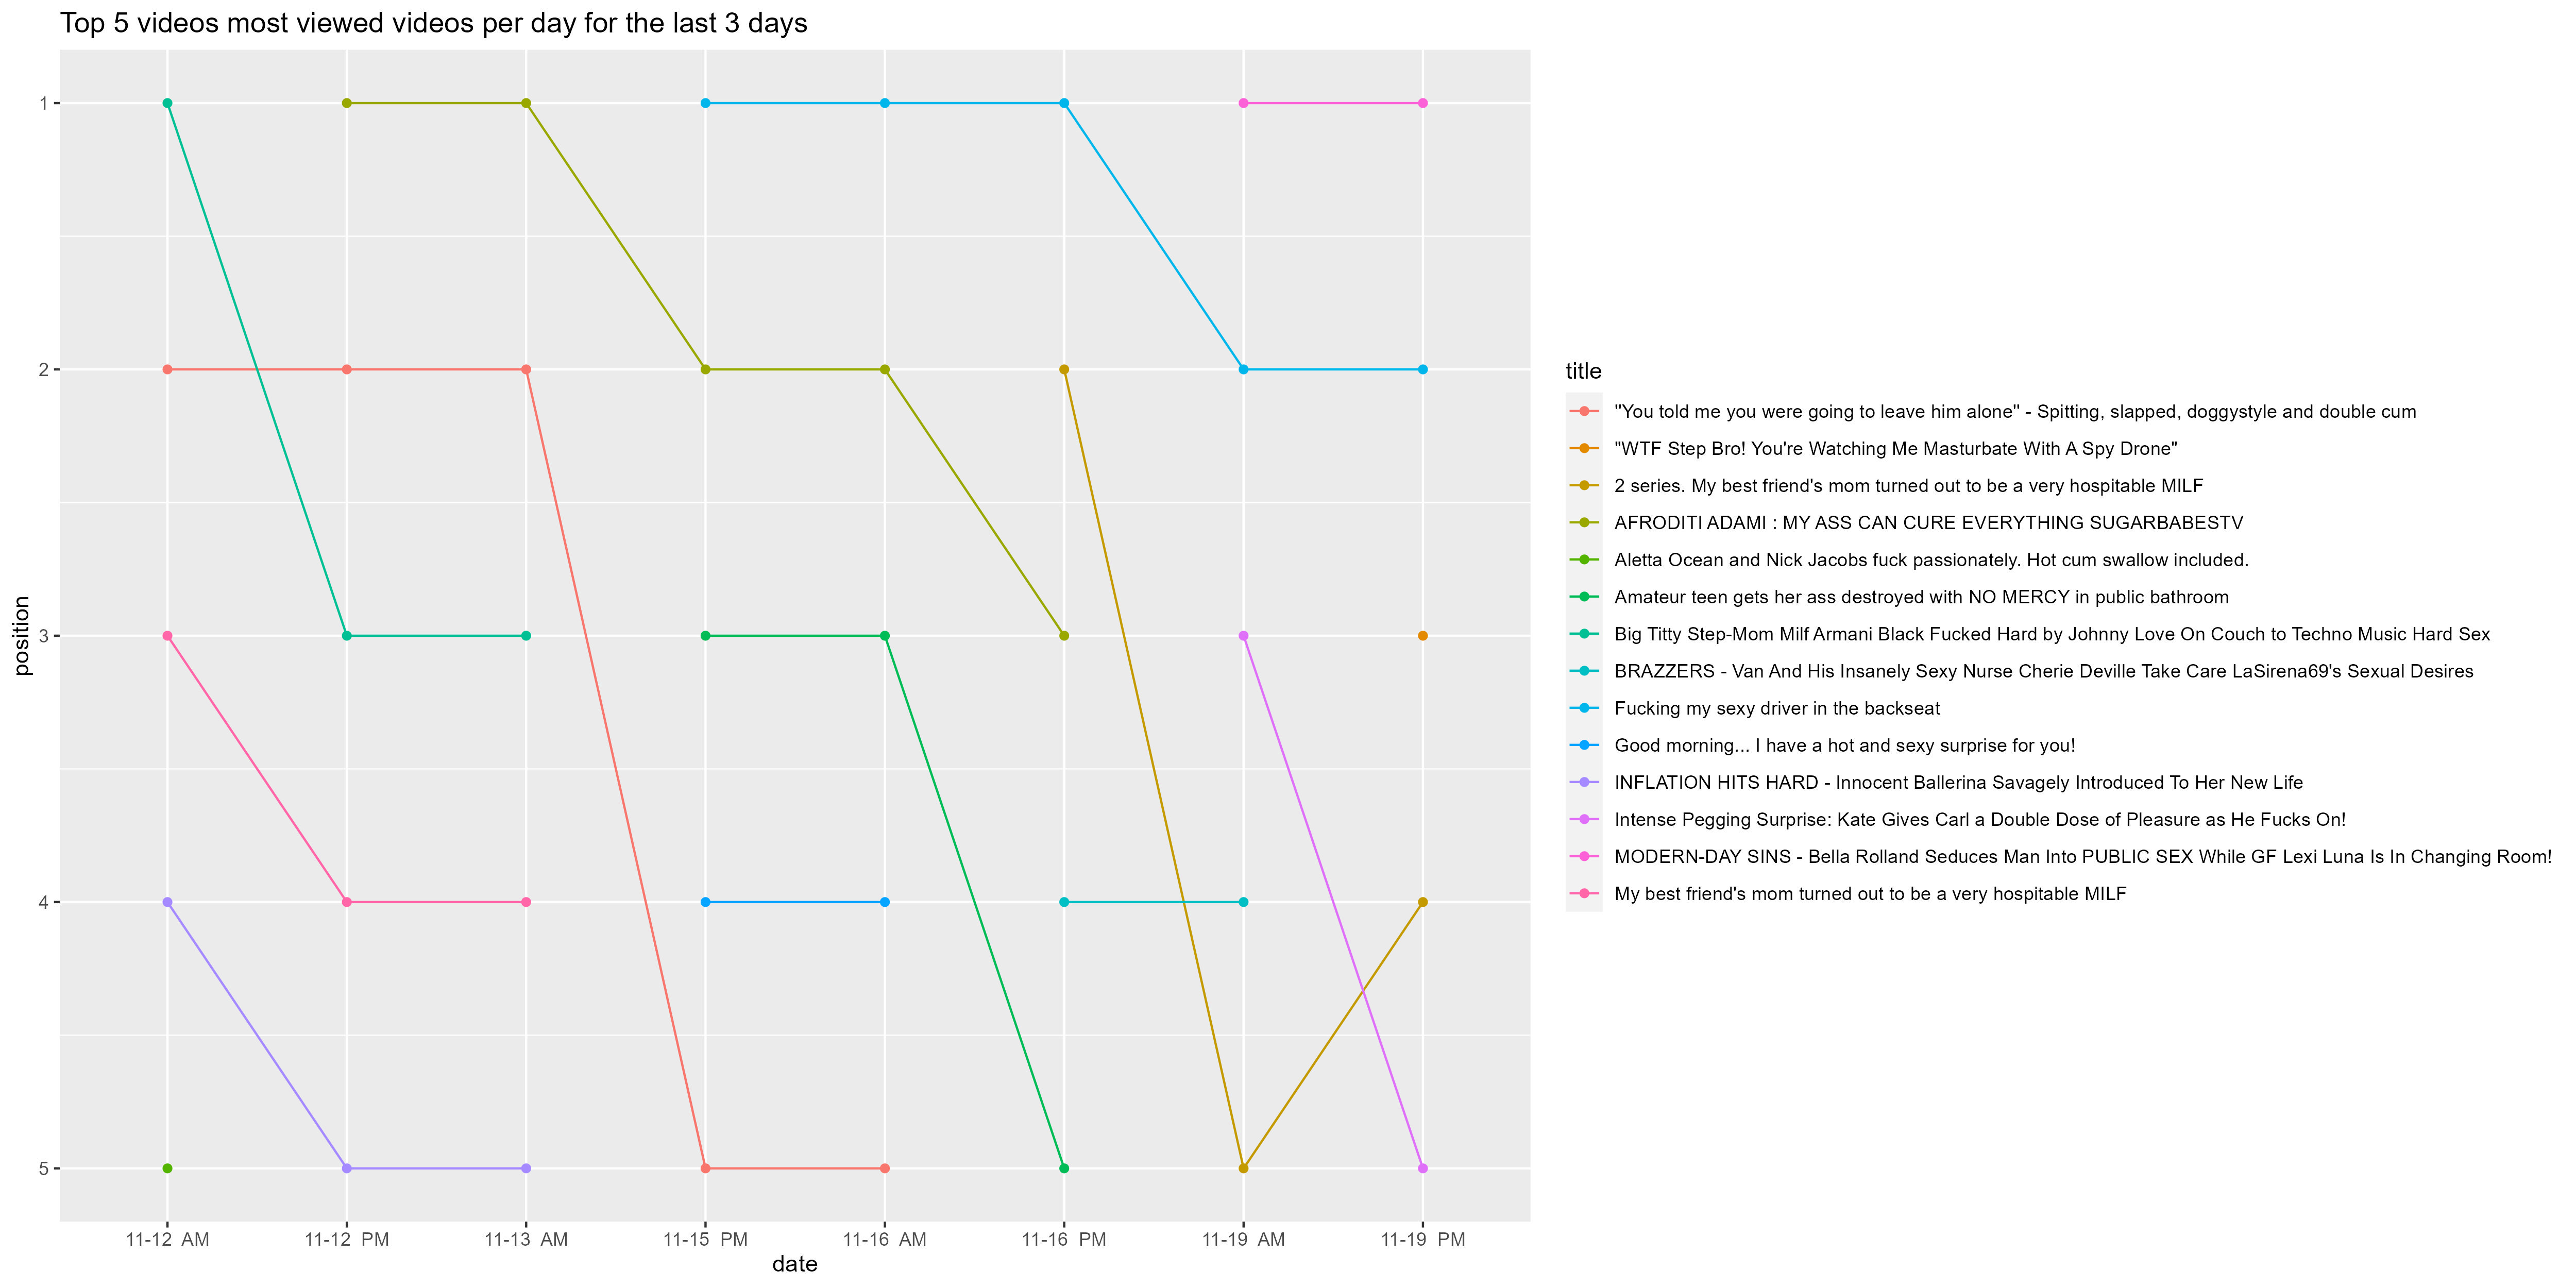 Top 5 videos most viewed videos per day for the last 3 days
position
1
2
3
4
5
11-12 AM
11-12 PM
11-13 AM
11-15 PM
11-16 AM
11-16 PM
11-19 AM
11-19 PM
date
title
"You told me you were going to leave him alone" - Spitting, slapped, doggystyle and double cum
"WTF Step Bro! You're Watching Me Masturbate With A Spy Drone"
2 series. My best friend's mom turned out to be a very hospitable MILF
AFRODITI ADAMI : MY ASS CAN CURE EVERYTHING SUGARBABESTV
Aletta Ocean and Nick Jacobs fuck passionately. Hot cum swallow included.
Amateur teen gets her ass destroyed with NO MERCY in public bathroom
Big Titty Step-Mom Milf Armani Black Fucked Hard by Johnny Love On Couch to Techno Music Hard Sex
BRAZZERS - Van And His Insanely Sexy Nurse Cherie Deville Take Care LaSirena69's Sexual Desires
Fucking my sexy driver in the backseat
Good morning... I have a hot and sexy surprise for you!
INFLATION HITS HARD - Innocent Ballerina Savagely Introduced To Her New Life
Intense Pegging Surprise: Kate Gives Carl a Double Dose of Pleasure as He Fucks On!
MODERN-DAY SINS - Bella Rolland Seduces Man Into PUBLIC SEX While GF Lexi Luna Is In Changing Room!
My best friend's mom turned out to be a very hospitable MILF